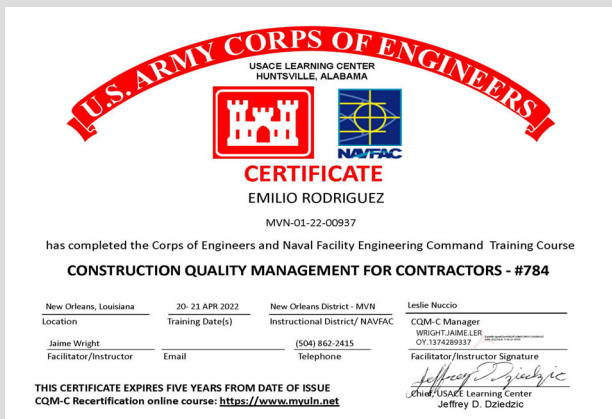 U.S. ARMY CORPS OF ENGINEERS
USACE LEARNING CENTER
HUNTSVILLE, ALABAMA
NAVFAC
CERTIFICATE
EMILIO RODRIGUEZ
MVN-01-22-00937
has completed the Corps of Engineers and Naval Facility Engineering Command Training Course
CONSTRUCTION QUALITY MANAGEMENT FOR CONTRACTORS - #784
New Orleans, Louisiana 20- 21 APR 2022 New Orleans District - MVN Leslie Nuccio
Location Training Date(s) Instructional District/ NAVFAC CQM-C Manager
WRIGHT.JAIME.LER
OY.1374289337
Jaime Wright (504) 862-2415
Facilitator/Instructor Email Telephone Facilitator/Instructor Signature
Jeffrey D. Dziedzic
THIS CERTIFICATE EXPIRES FIVE YEARS FROM DATE OF ISSUE
Chief, USACE Learning Center
CQM-C Recertification online course: https://www.myuln.net
Jeffrey D. Dziedzic